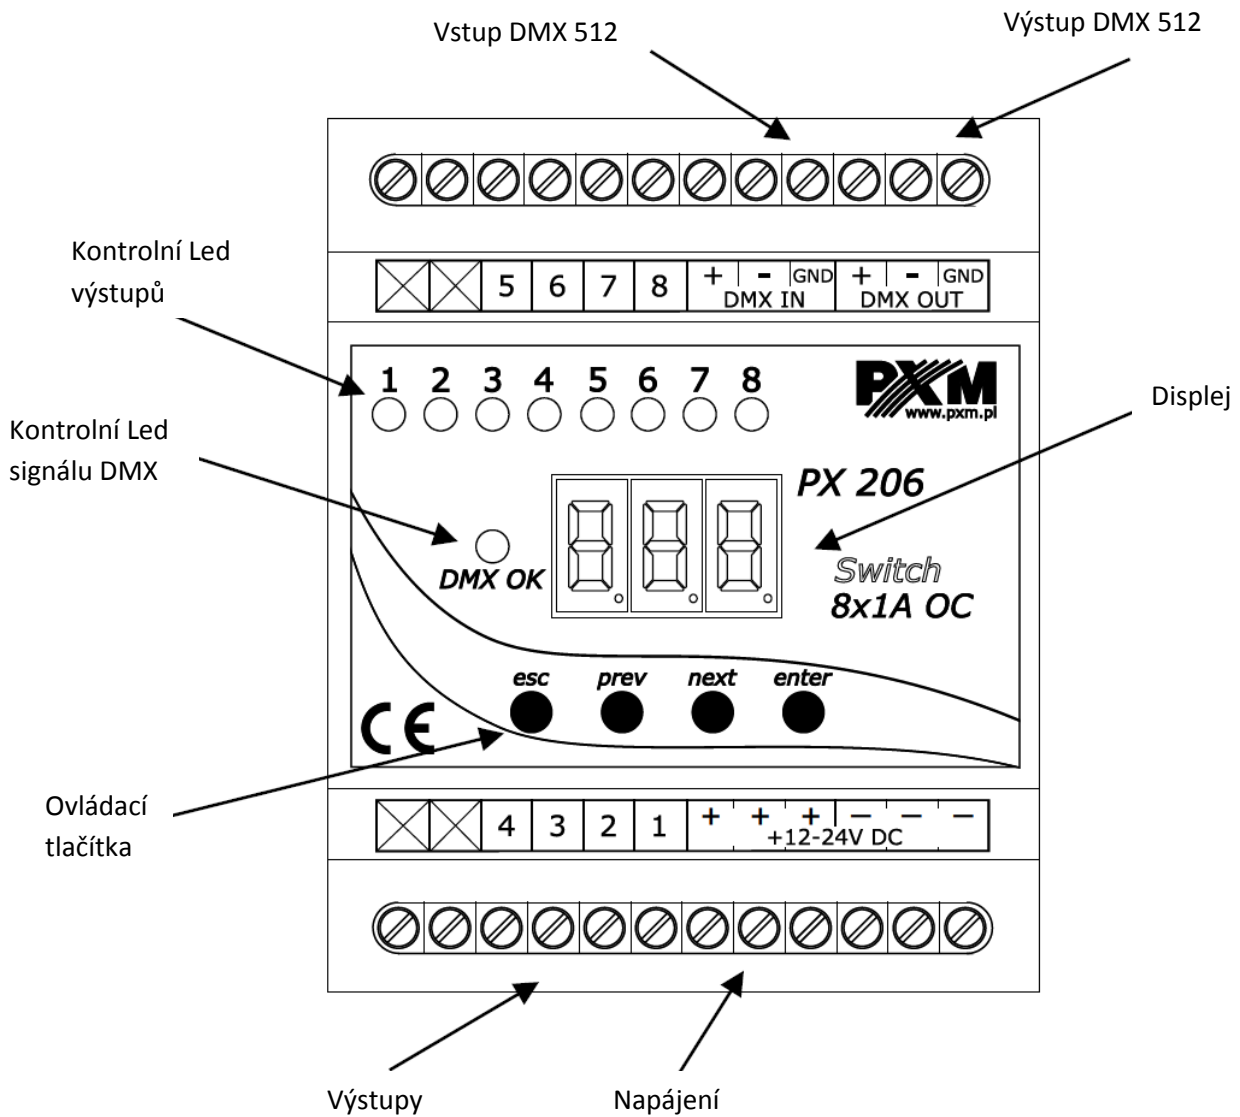 Vstup DMX 512
Výstup DMX 512
Kontrolní Led
výstupů
5 6 7 8 + - GND + - GND
DMX IN DMX OUT
1 2 3 4 5 6 7 8
PXM
www.pxm.pl
Displej
Kontrolní Led
signálu DMX
PX 206
DMX OK
Switch
8x1A OC
esc prev next enter
CE
Ovládací
tlačítka
4 3 2 1 + + + - - -
+12-24V DC
Výstupy
Napájení